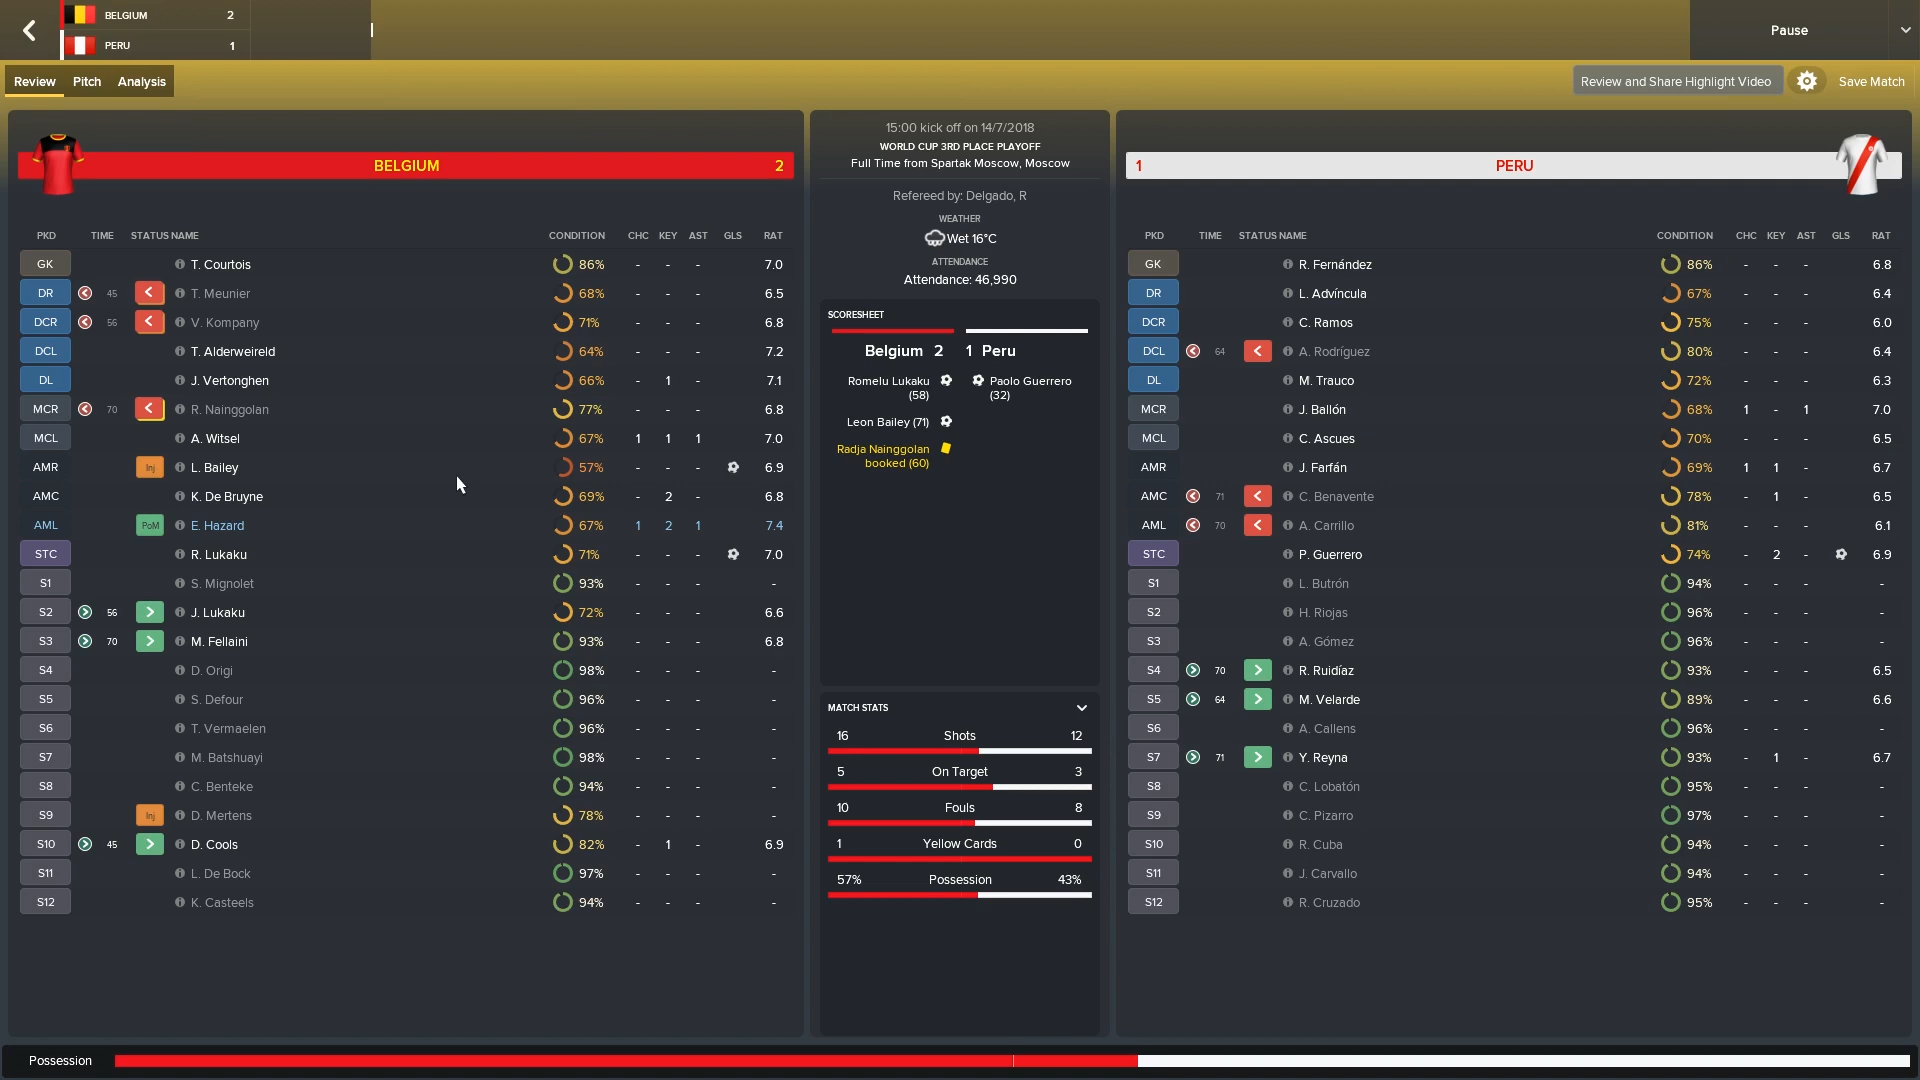 BELGIUM 2
PERU 1
Pause
Review Pitch Analysis
Review and Share Highlight Video Save Match
BELGIUM 2
PKD TIME STATUS NAME CONDITION CHC KEY AST GLS RAT
GK T. Courtois 86% - - - 7.0
DR 45 T. Meunier 68% - - - 6.5
DCR 56 V. Kompany 71% - - - 6.8
DCL T. Alderweireld 64% - - - 7.2
DL J. Vertonghen 66% - 1 - 7.1
MCR 70 R. Nainggolan 77% - - - 6.8
MCL A. Witsel 67% 1 1 1 7.0
AMR Inj L. Bailey 57% - - - 6.9
AMC K. De Bruyne 69% - 2 - 6.8
AML PoM E. Hazard 67% 1 2 1 7.4
STC R. Lukaku 71% - - - 7.0
S1 S. Mignolet 93% - - - -
S2 56 J. Lukaku 72% - - - 6.6
S3 70 M. Fellaini 93% - - - 6.8
S4 D. Origi 98% - - - -
S5 S. Defour 96% - - - -
S6 T. Vermaelen 96% - - - -
S7 M. Batshuayi 98% - - - -
S8 C. Benteke 94% - - - -
S9 Inj D. Mertens 78% - - - -
S10 45 D. Cools 82% - 1 - 6.9
S11 L. De Bock 97% - - - -
S12 K. Casteels 94% - - - -
15:00 kick off on 14/7/2018
WORLD CUP 3RD PLACE PLAYOFF
Full Time from Spartak Moscow, Moscow
Refereed by: Delgado, R
WEATHER
Wet 16°C
ATTENDANCE
Attendance: 46,990
SCORESHEET
Belgium 2 1 Peru
Romelu Lukaku (58)
Leon Bailey (71)
Radja Nainggolan
booked (60)
Paolo Guerrero
(32)
MATCH STATS
16 Shots 12
5 On Target 3
10 Fouls 8
1 Yellow Cards 0
57% Possession 43%
1 PERU
PKD TIME STATUS NAME CONDITION CHC KEY AST GLS RAT
GK R. Fernández 86% - - - 6.8
DR L. Advíncula 67% - - - 6.4
DCR C. Ramos 75% - - - 6.0
DCL 64 A. Rodríguez 80% - - - 6.4
DL M. Trauco 72% - - - 6.3
MCR J. Ballón 68% 1 - 1 7.0
MCL C. Ascues 70% - - - 6.5
AMR J. Farfán 69% 1 1 - 6.7
AMC 71 C. Benavente 78% - 1 - 6.5
AML 70 A. Carrillo 81% - - - 6.1
STC P. Guerrero 74% - 2 - 6.9
S1 L. Butrón 94% - - - -
S2 H. Riojas 96% - - - -
S3 A. Gómez 96% - - - -
S4 70 R. Ruidíaz 93% - - - 6.5
S5 64 M. Velarde 89% - - - 6.6
S6 A. Callens 96% - - - -
S7 71 Y. Reyna 93% - 1 - 6.7
S8 C. Lobatón 95% - - - -
S9 C. Pizarro 97% - - - -
S10 R. Cuba 94% - - - -
S11 J. Carvallo 94% - - - -
S12 R. Cruzado 95% - - - -
Possession